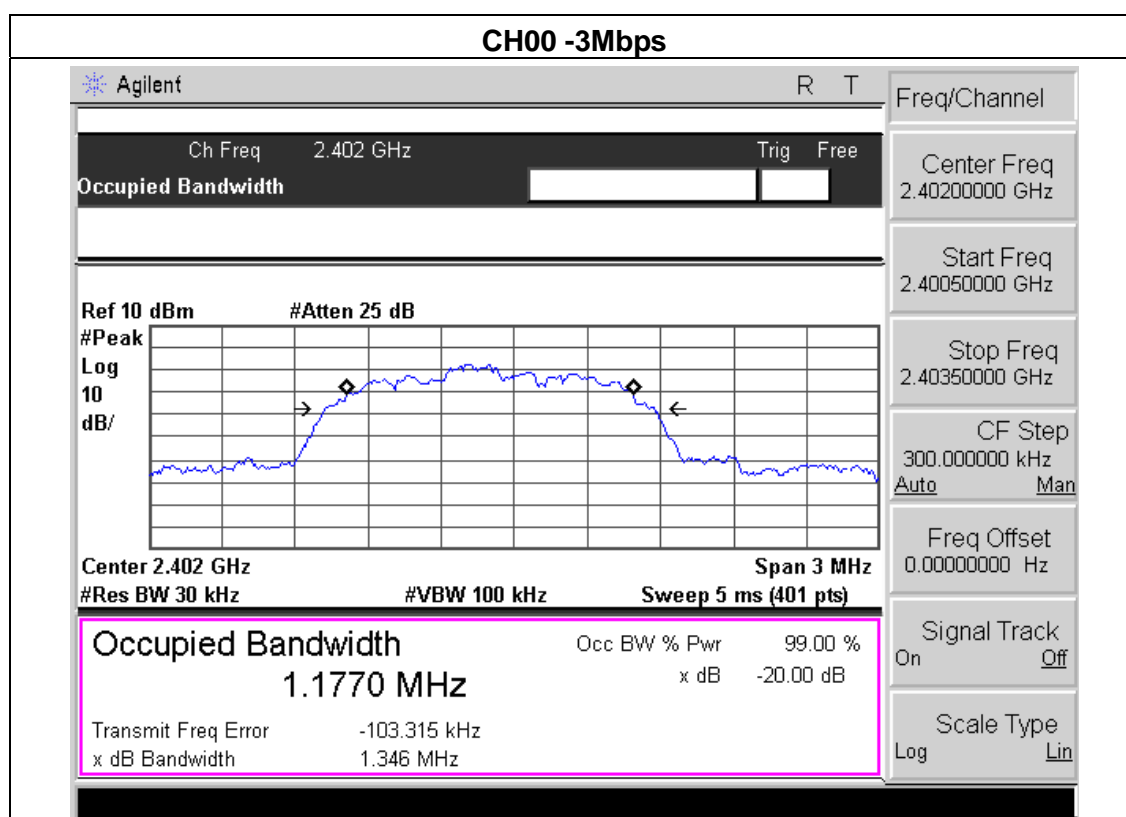 CH00 -3Mbps
Agilent R T
Ch Freq 2.402 GHz Trig Free
Occupied Bandwidth
Ref 10 dBm #Atten 25 dB
#Peak
Log
10
dB/
Center 2.402 GHz Span 3 MHz
#Res BW 30 kHz #VBW 100 kHz Sweep 5 ms (401 pts)
Occupied Bandwidth Occ BW % Pwr 99.00 %
1.1770 MHz x dB -20.00 dB
Transmit Freq Error -103.315 kHz
x dB Bandwidth 1.346 MHz
Freq/Channel
Center Freq
2.40200000 GHz
Start Freq
2.40050000 GHz
Stop Freq
2.40350000 GHz
CF Step
300.000000 kHz
Auto Man
Freq Offset
0.00000000 Hz
Signal Track
On Off
Scale Type
Log Lin